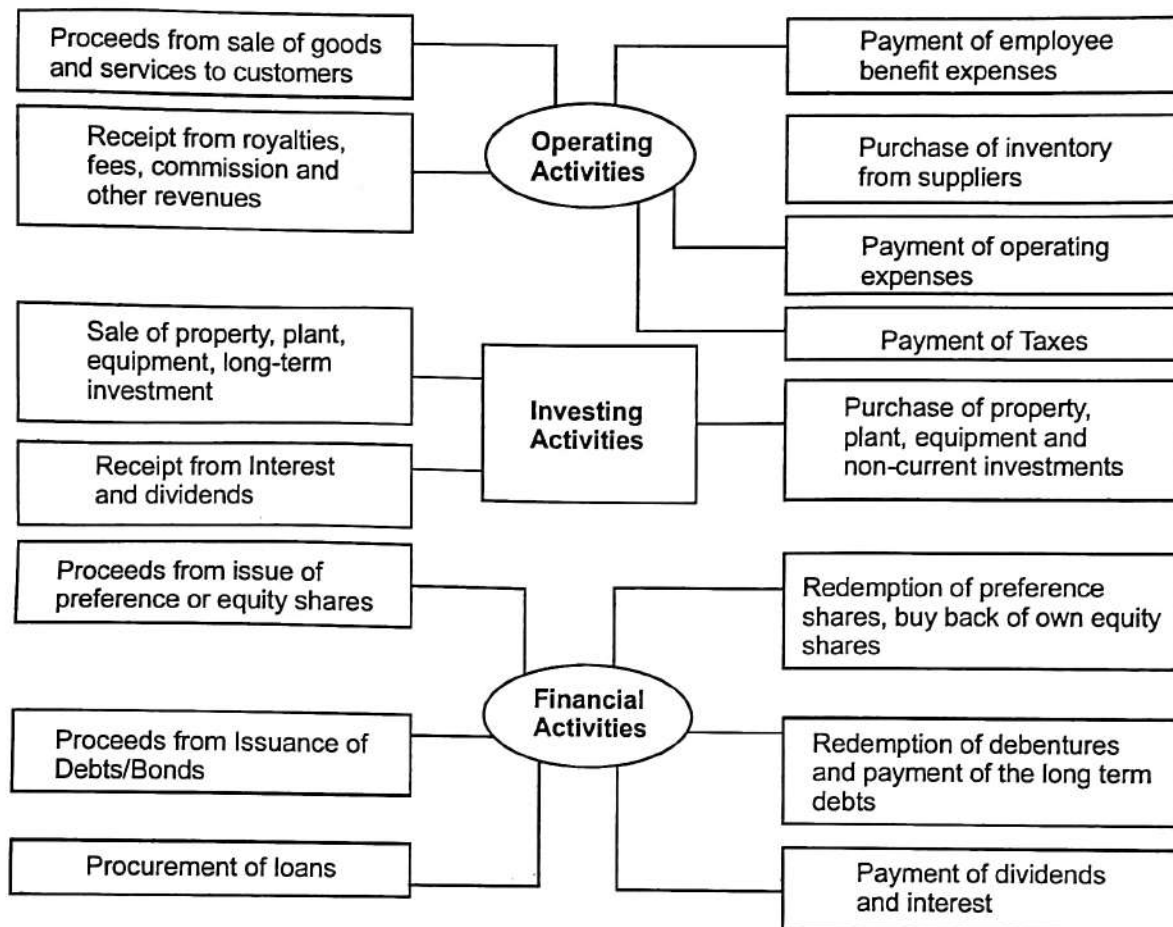 Proceeds from sale of goods
and services to customers
Receipt from royalties,
fees, commission and
other revenues
Operating
Activities
Payment of employee
benefit expenses
Purchase of inventory
from suppliers
Payment of operating
expenses
Payment of Taxes
Sale of property, plant,
equipment, long-term
investment
Receipt from Interest
and dividends
Investing
Activities
Purchase of property,
plant, equipment and
non-current investments
Proceeds from issue of
preference or equity shares
Proceeds from Issuance of
Debts/Bonds
Procurement of loans
Financial
Activities
Redemption of preference
shares, buy back of own equity
shares
Redemption of debentures
and payment of the long term
debts
Payment of dividends
and interest